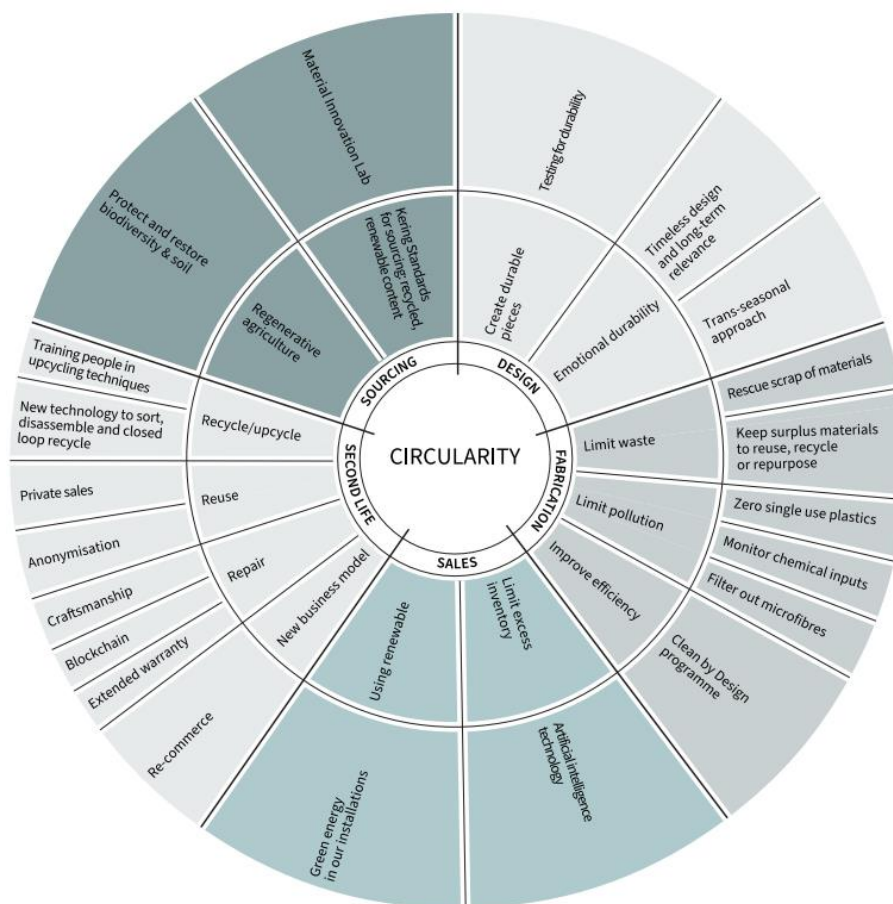 CIRCULARITY
DESIGN
Create durable
pieces
Testing for durability
Emotional durability
Timeless design
and long-term
relevance
Trans-seasonal
approach
FABRICATION
Limit waste
Rescue scrap of materials
Keep surplus materials
to reuse, recycle
or repurpose
Limit pollution
Zero single use plastics
Monitor chemical inputs
Filter out microfibres
Improve efficiency
Clean by Design
programme
SALES
Limit excess
inventory
Artificial intelligence
technology
Using renewable
Green energy
in our installations
SECOND LIFE
New business model
Re-commerce
Repair
Extended warranty
Blockchain
Craftsmanship
Reuse
Anonymisation
Private sales
Recycle/upcycle
New technology to sort,
disassemble and closed
loop recycle
Training people in
upcycling techniques
SOURCING
Regenerative
agriculture
Protect and restore
biodiversity & soil
Kering Standards
for sourcing: recycled,
renewable content
Material Innovation Lab